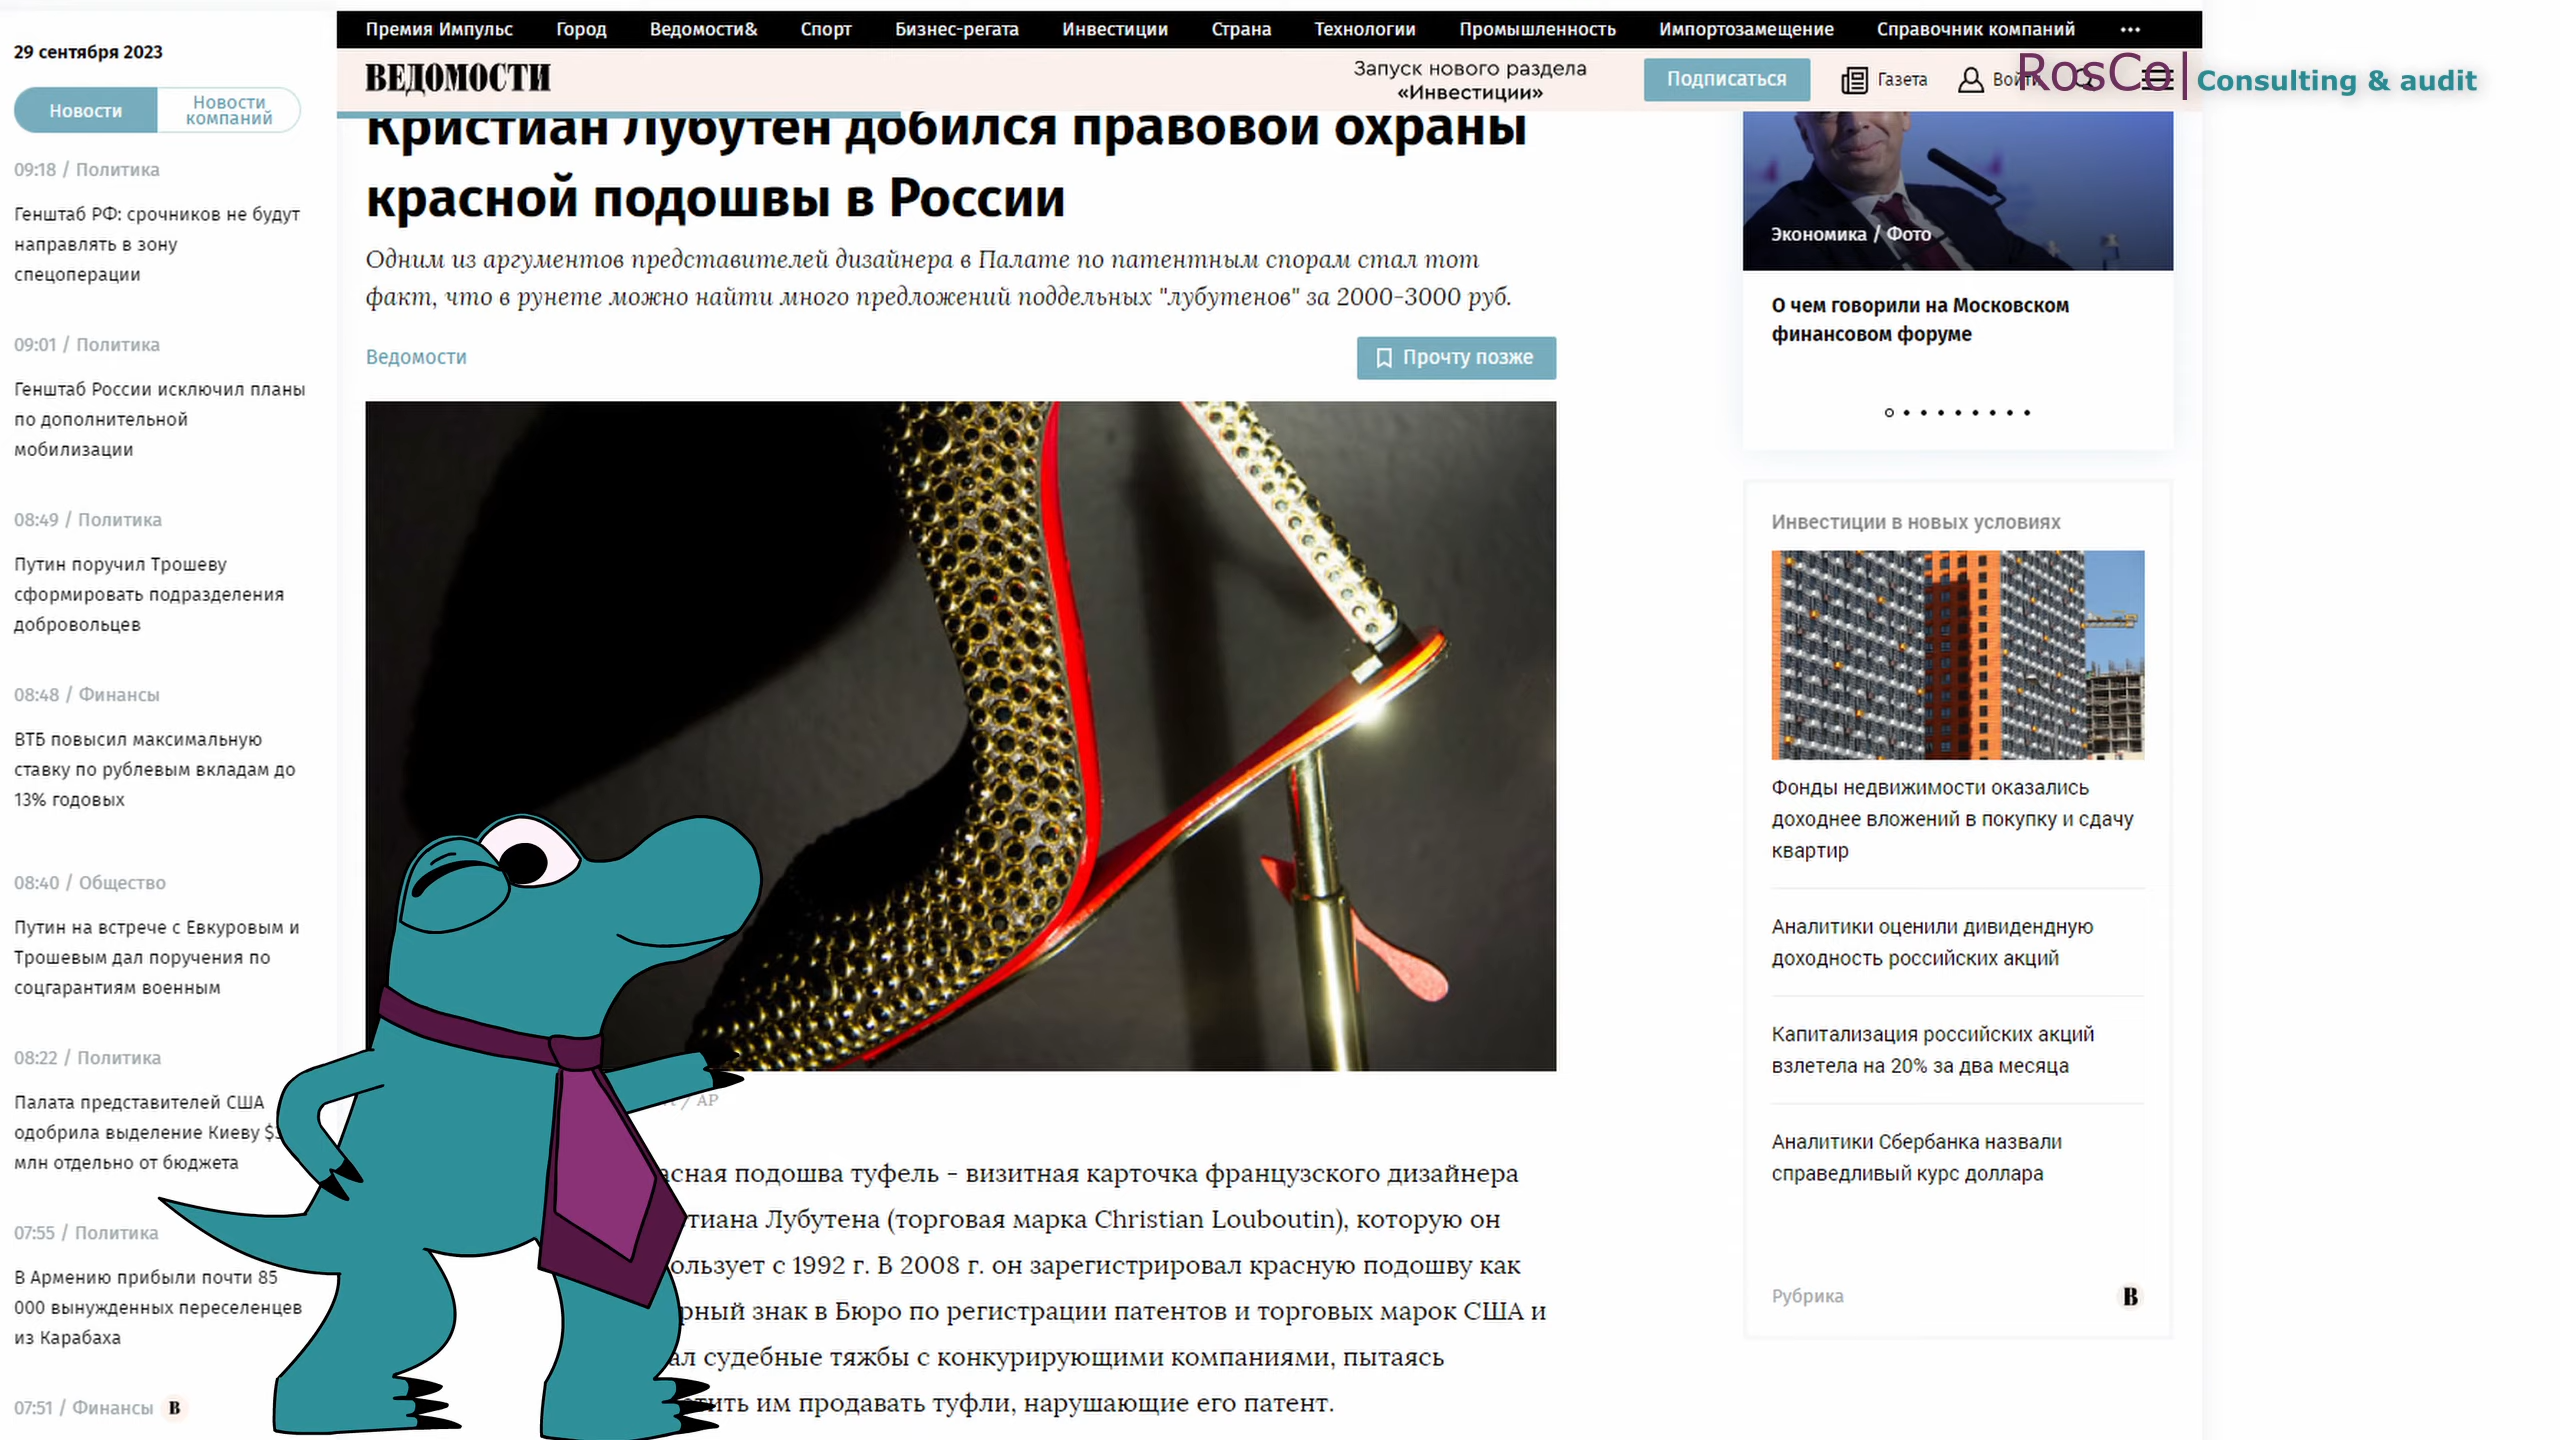 Премия Импульс Город Ведомости& Спорт Бизнес-регата Инвестиции Страна Технологии Промышленность Импортозамещение Справочник компаний
ВЕДОМОСТИ
Запуск нового раздела
«Инвестиции»
Подписаться
Газета
RosCo| Consulting & audit
29 сентября 2023
Новости
Новости
компаний
09:18 / Политика
Генштаб РФ: срочников не будут
направлять в зону
спецоперации
09:01 / Политика
Генштаб России исключил планы
по дополнительной
мобилизации
08:49 / Политика
Путин поручил Трошеву
сформировать подразделения
добровольцев
08:48 / Финансы
ВТБ повысил максимальную
ставку по рублевым вкладам до
13% годовых
08:40 / Общество
Путин на встрече с Евкуровым и
Трошевым дал поручения по
соцгарантиям военным
08:22 / Политика
Палата представителей США
одобрила выделение Киеву
млн отдельно от бюджета
07:55 / Политика
В Армению прибыли почти 85
000 вынужденных переселенцев
из Карабаха
07:51 / Финансы В
Кристиан Лубутен добился правовой охраны
красной подошвы в России
Одним из аргументов представителей дизайнера в Палате по патентным спорам стал тот
факт, что в рунете можно найти много предложений поддельных "лубутенов" за 2000-3000 руб.
Ведомости
Прочту позже
/ AP
подошва туфель - визитная карточка французского дизайнера
Лубутена (торговая марка Christian Louboutin), которую он
с 1992 г. В 2008 г. он зарегистрировал красную подошву как
знак в Бюро по регистрации патентов и торговых марок США и
судебные тяжбы с конкурирующими компаниями, пытаясь
им продавать туфли, нарушающие его патент.
Экономика / Фото
О чем говорили на Московском
финансовом форуме
Инвестиции в новых условиях
Фонды недвижимости оказались
доходнее вложений в покупку и сдачу
квартир
Аналитики оценили дивидендную
доходность российских акций
Капитализация российских акций
взлетела на 20% за два месяца
Аналитики Сбербанка назвали
справедливый курс доллара
Рубрика В